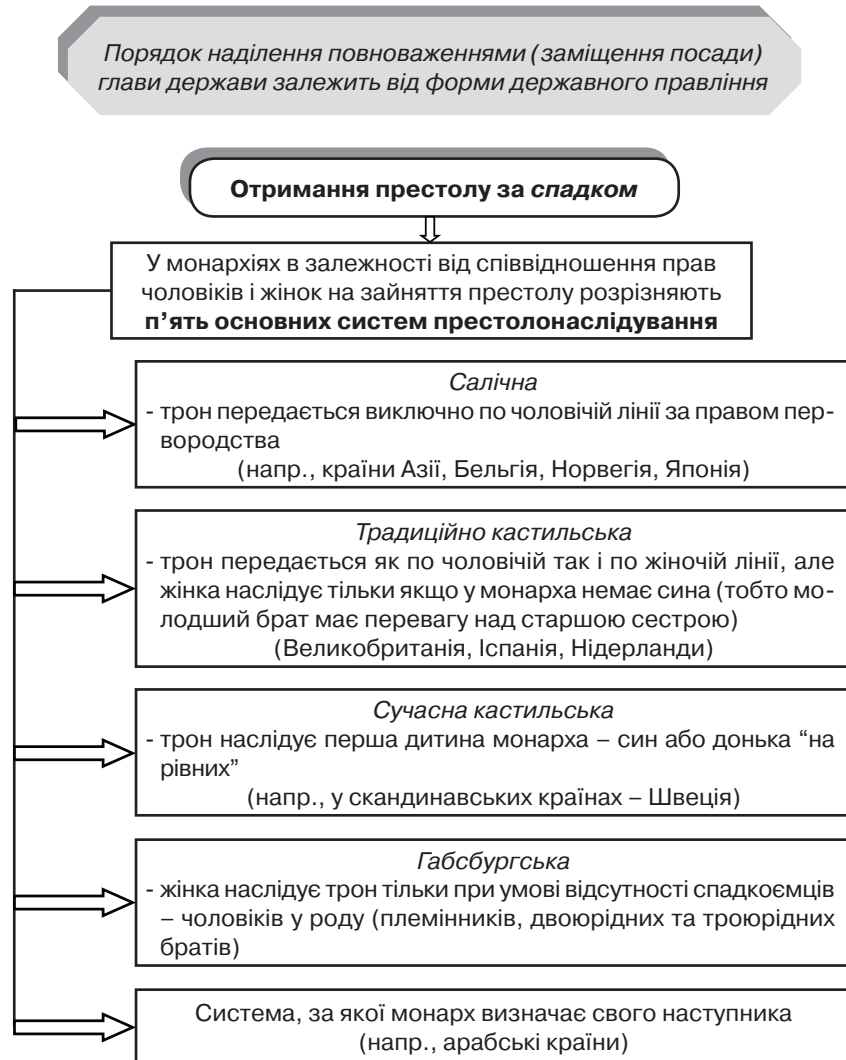 Порядок наділення повноваженнями (заміщення посади)
глави держави залежить від форми державного правління
Отримання престолу за спадком
У монархіях в залежності від співвідношення прав
чоловіків і жінок на зайняття престолу розрізняють
п’ять основних систем престолонаслідування
Салічна
- трон передається виключно по чоловічій лінії за правом пер-
вородства
(напр., країни Азії, Бельгія, Норвегія, Японія)
Традиційно кастильська
- трон передається як по чоловічій так і по жіночій лінії, але
жінка наслідує тільки якщо у монарха немає сина (тобто мо-
лодший брат має перевагу над старшою сестрою)
(Великобританія, Іспанія, Нідерланди)
Сучасна кастильська
- трон наслідує перша дитина монарха – син або донька “на
рівних”
(напр., у скандинавських країнах – Швеція)
Габсбургська
- жінка наслідує трон тільки при умові відсутності спадкоємців
– чоловіків у роду (племінників, двоюрідних та троюрідних
братів)
Система, за якої монарх визначає свого наступника
(напр., арабські країни)